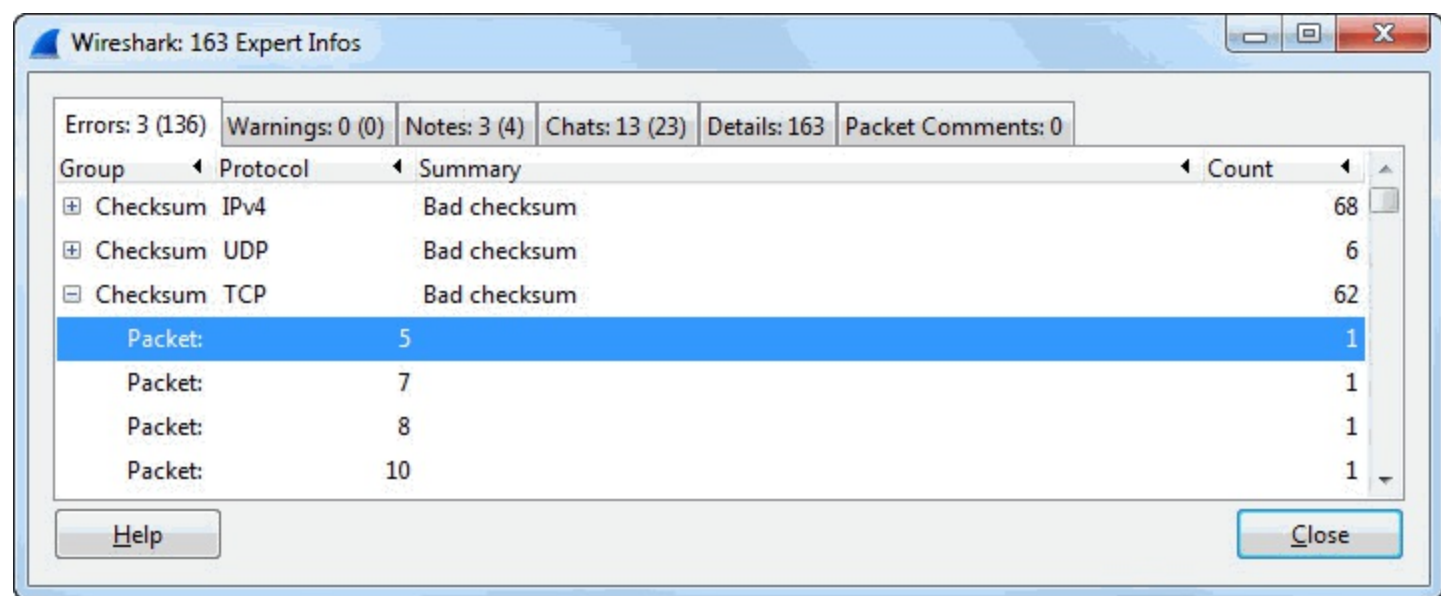 Wireshark: 163 Expert Infos
Errors: 3 (136) Warnings: 0 (0) Notes: 3 (4) Chats: 13 (23) Details: 163 Packet Comments: 0
Group Protocol Summary Count
Checksum IPv4 Bad checksum 68
Checksum UDP Bad checksum 6
Checksum TCP Bad checksum 62
Packet: 5 1
Packet: 7 1
Packet: 8 1
Packet: 10 1
Help Close